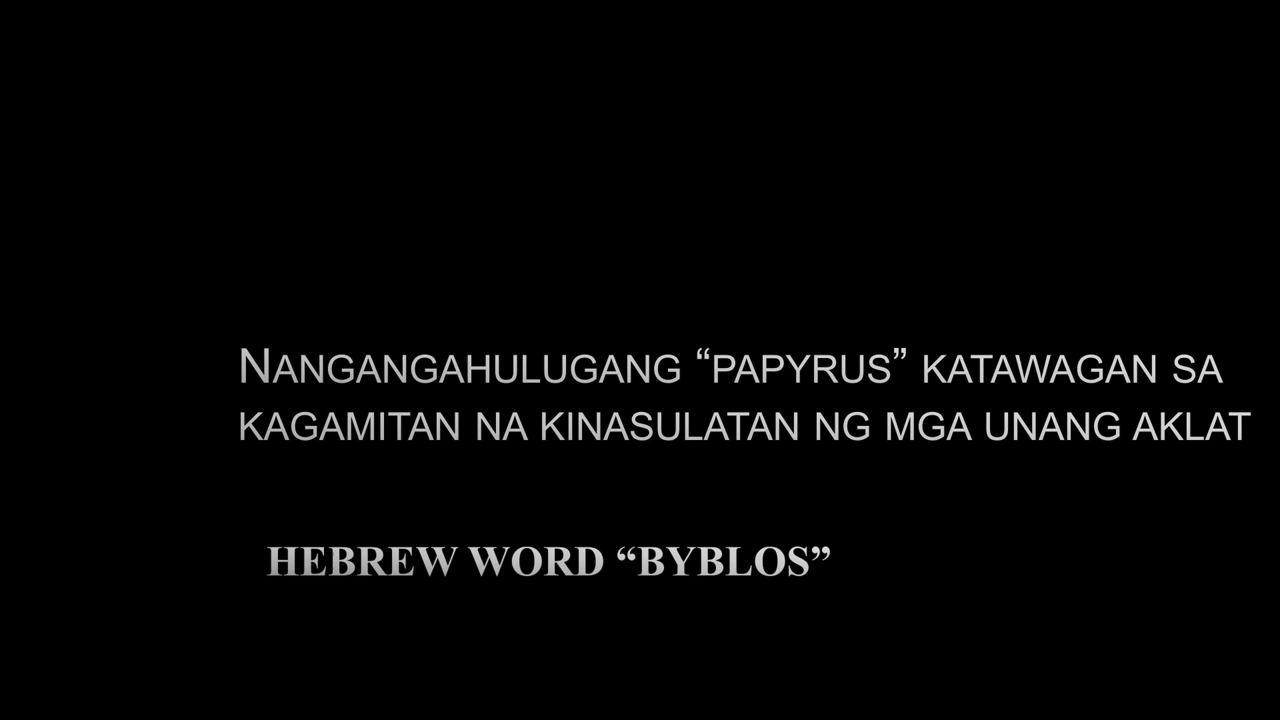 NANGANGAHULUGANG “PAPYRUS” KATAWAGAN SA
KAGAMITAN NA KINASULATAN NG MGA UNANG AKLAT
HEBREW WORD “BYBLOS”